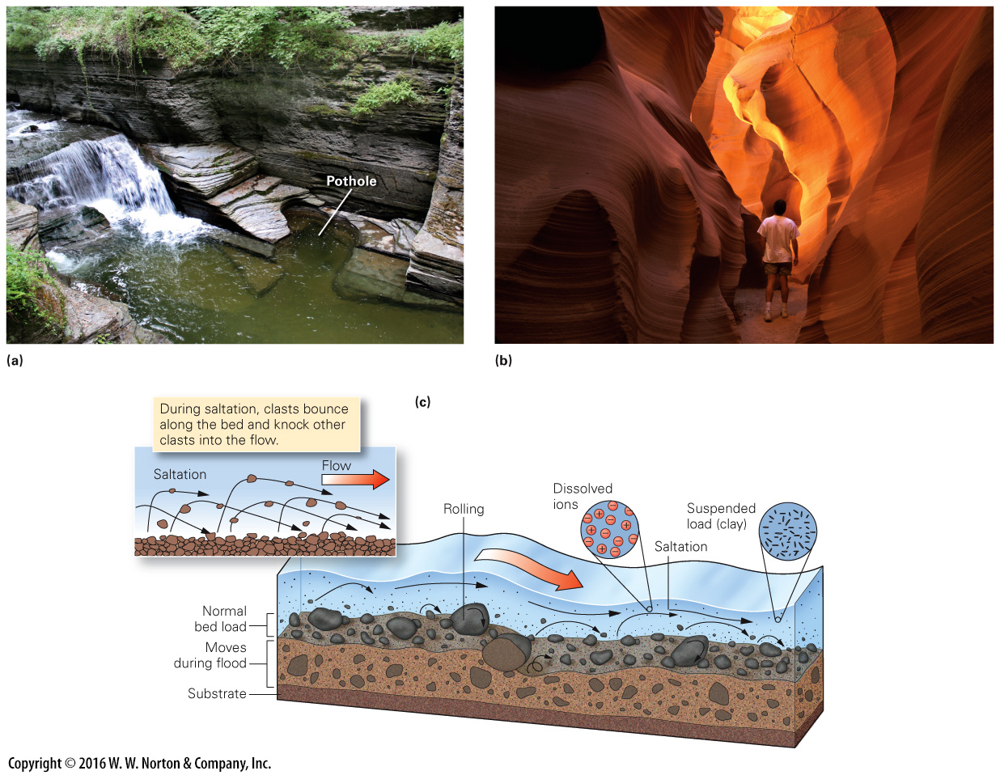 Pothole
(a)
(b)
(c)
During saltation, clasts bounce
along the bed and knock other
clasts into the flow.
Saltation
Flow
Rolling
Dissolved
ions
Saltation
Suspended
load (clay)
Normal
bed load
Moves
during flood
Substrate
Copyright © 2016 W. W. Norton & Company, Inc.